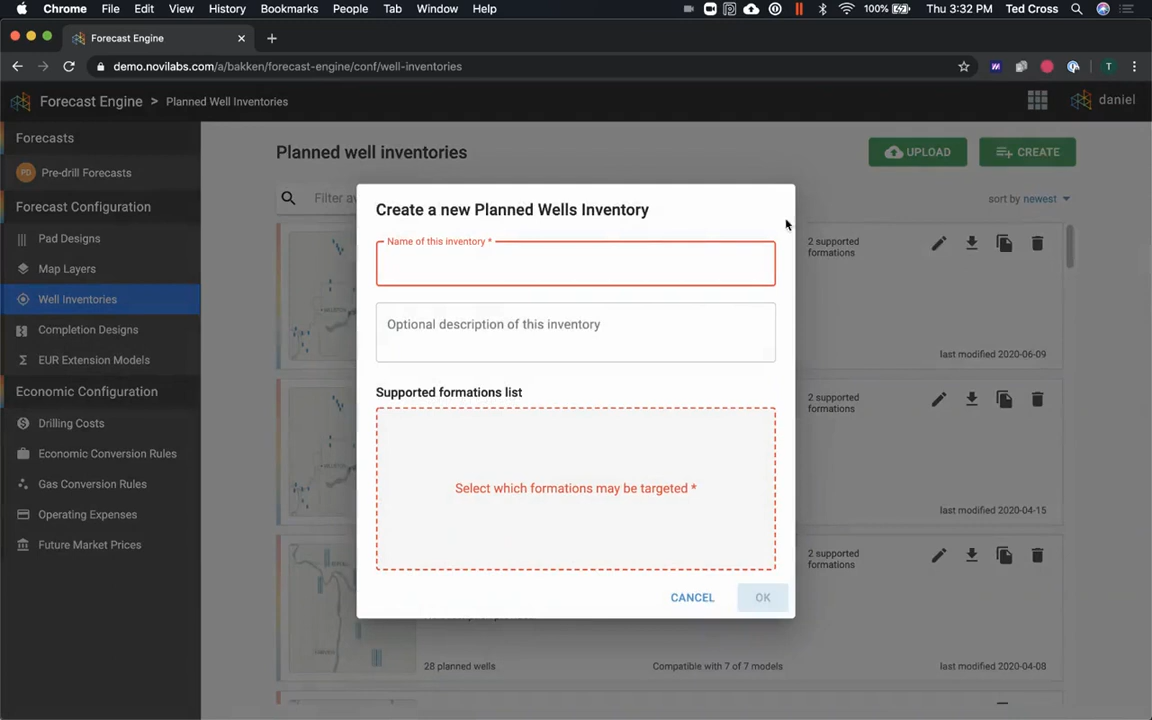 Chrome File Edit View History Bookmarks People Tab Window Help 100% Thu 3:32 PM Ted Cross
Forecast Engine
demo.novilabs.com/a/bakken/forecast-engine/conf/well-inventories T
Forecast Engine > Planned Well Inventories daniel
Forecasts
PD Pre-drill Forecasts
Forecast Configuration
Pad Designs
Map Layers
Well Inventories
Completion Designs
EUR Extension Models
Economic Configuration
Drilling Costs
Economic Conversion Rules
Gas Conversion Rules
Operating Expenses
Future Market Prices
Planned well inventories UPLOAD CREATE
sort by newest
2 supported
formations
last modified 2020-06-09
2 supported
formations
last modified 2020-04-15
2 supported
formations
28 planned wells Compatible with 7 of 7 models last modified 2020-04-08
Create a new Planned Wells Inventory
Name of this inventory *
Optional description of this inventory
Supported formations list
Select which formations may be targeted *
CANCEL OK